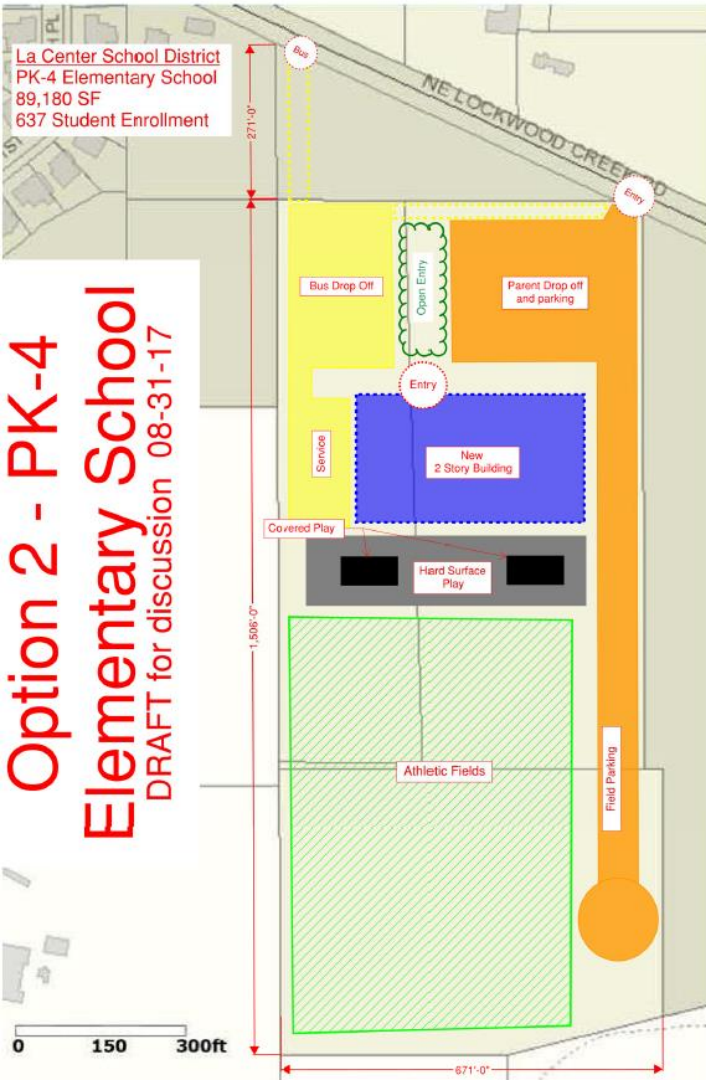 La Center School District
PK-4 Elementary School
89,180 SF
637 Student Enrollment
Bus
271'-0"
NE LOCKWOOD CREEK RD
Entry
Bus Drop Off
Open Entry
Parent Drop off
and parking
Entry
Option 2 - PK-4
Elementary School
DRAFT for discussion 08-31-17
Service
New
2 Story Building
Covered Play
Hard Surface
Play
1,506'-0"
Athletic Fields
Field Parking
0 150 300ft
671'-0"